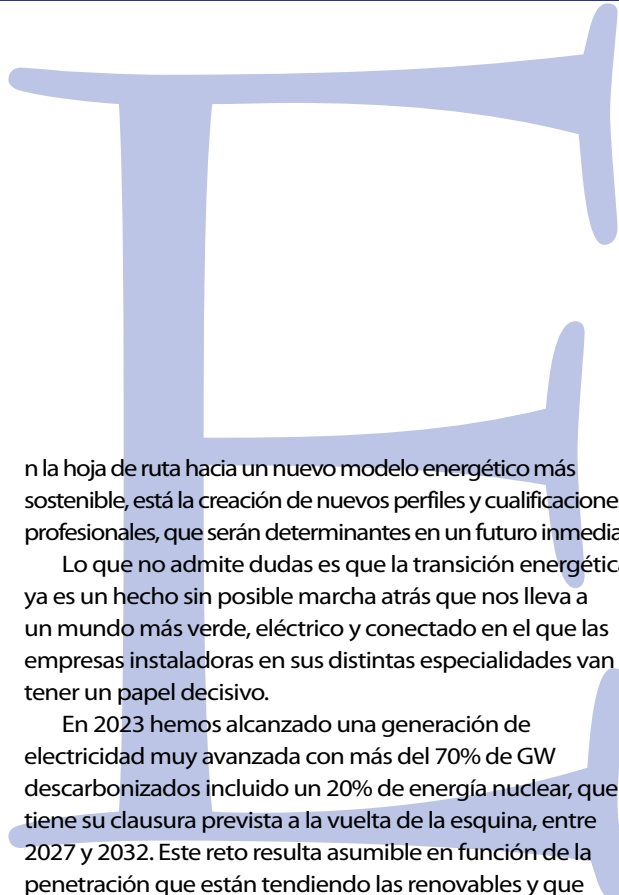 E
n la hoja de ruta hacia un nuevo modelo energético más
sostenible, está la creación de nuevos perfiles y cualificacione
profesionales, que serán determinantes en un futuro inmedia
Lo que no admite dudas es que la transición energética
ya es un hecho sin posible marcha atrás que nos lleva a
un mundo más verde, eléctrico y conectado en el que las
empresas instaladoras en sus distintas especialidades van
tener un papel decisivo.
En 2023 hemos alcanzado una generación de
electricidad muy avanzada con más del 70% de GW
descarbonizados incluido un 20% de energía nuclear, que
tiene su clausura prevista a la vuelta de la esquina, entre
2027 y 2032. Este reto resulta asumible en función de la
penetración que están tendiendo las renovables y que